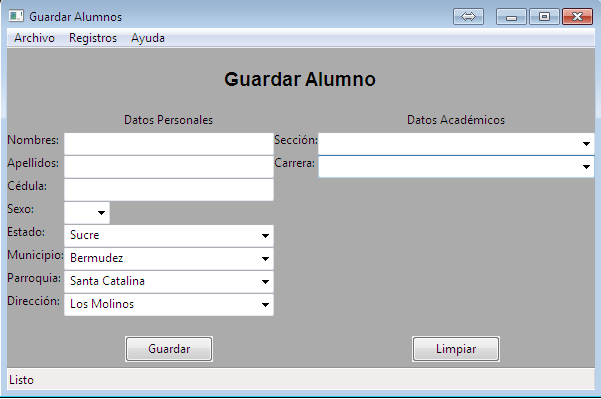 Guardar Alumnos
Archivo Registros Ayuda
Guardar Alumno
Datos Personales
Datos Académicos
Nombres:
Sección:
Apellidos:
Carrera:
Cédula:
Sexo:
Estado: Sucre
Municipio: Bermudez
Parroquia: Santa Catalina
Dirección: Los Molinos
Guardar
Limpiar
Listo